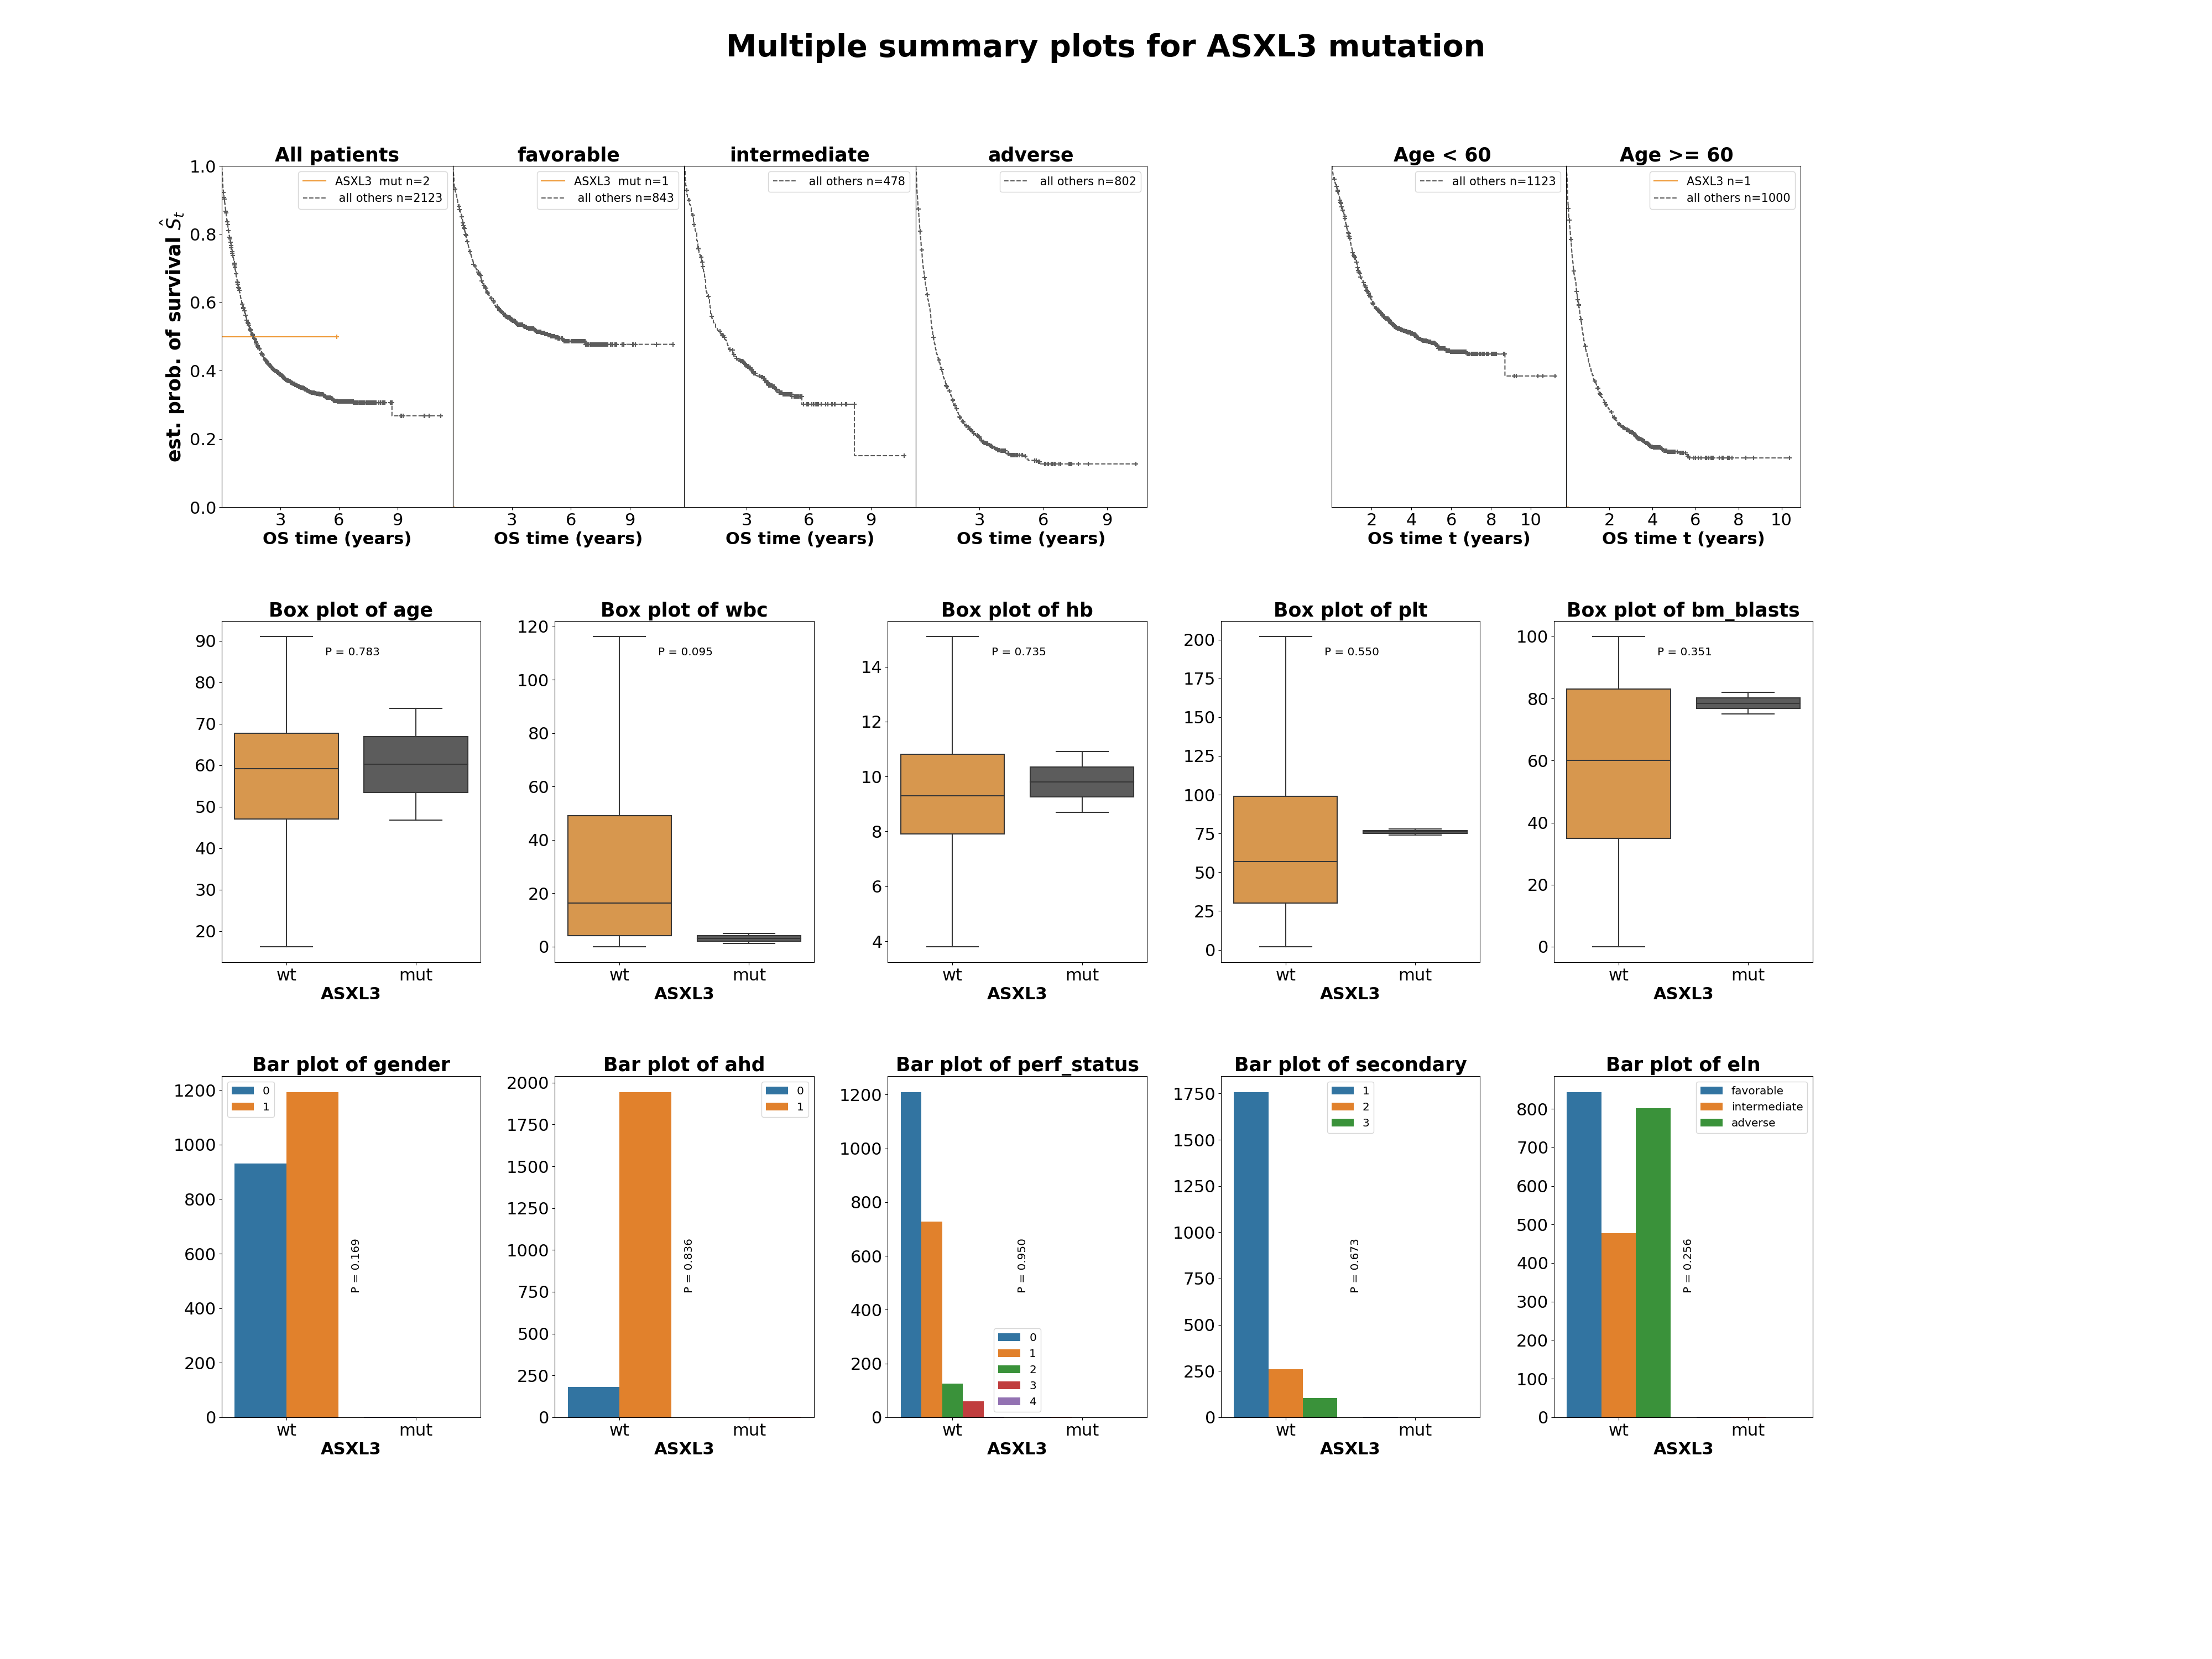 Multiple summary plots for ASXL3 mutation
All patients
favorable
intermediate
adverse
Age < 60
Age >= 60
est. prob. of survival Ŝt
1.0
0.8
0.6
0.4
0.2
0.0
ASXL3 mut n=2
all others n=2123
3 6 9
OS time (years)
ASXL3 mut n=1
all others n=843
3 6 9
OS time (years)
all others n=478
3 6 9
OS time (years)
all others n=802
3 6 9
OS time (years)
all others n=1123
2 4 6 8 10
OS time t (years)
ASXL3 n=1
all others n=1000
2 4 6 8 10
OS time t (years)
Box plot of age
P = 0.783
90
80
70
60
50
40
30
20
wt mut
ASXL3
Box plot of wbc
P = 0.095
120
100
80
60
40
20
0
wt mut
ASXL3
Box plot of hb
P = 0.735
14
12
10
8
6
4
wt mut
ASXL3
Box plot of plt
P = 0.550
200
175
150
125
100
75
50
25
0
wt mut
ASXL3
Box plot of bm_blasts
P = 0.351
100
80
60
40
20
0
wt mut
ASXL3
Bar plot of gender
0
1
P = 0.169
1200
1000
800
600
400
200
0
wt mut
ASXL3
Bar plot of ahd
0
1
P = 0.836
2000
1750
1500
1250
1000
750
500
250
0
wt mut
ASXL3
Bar plot of perf_status
P = 0.950
0
1
2
3
4
1200
1000
800
600
400
200
0
wt mut
ASXL3
Bar plot of secondary
1
2
3
P = 0.673
1750
1500
1250
1000
750
500
250
0
wt mut
ASXL3
Bar plot of eln
favorable
intermediate
adverse
P = 0.256
800
700
600
500
400
300
200
100
0
wt mut
ASXL3